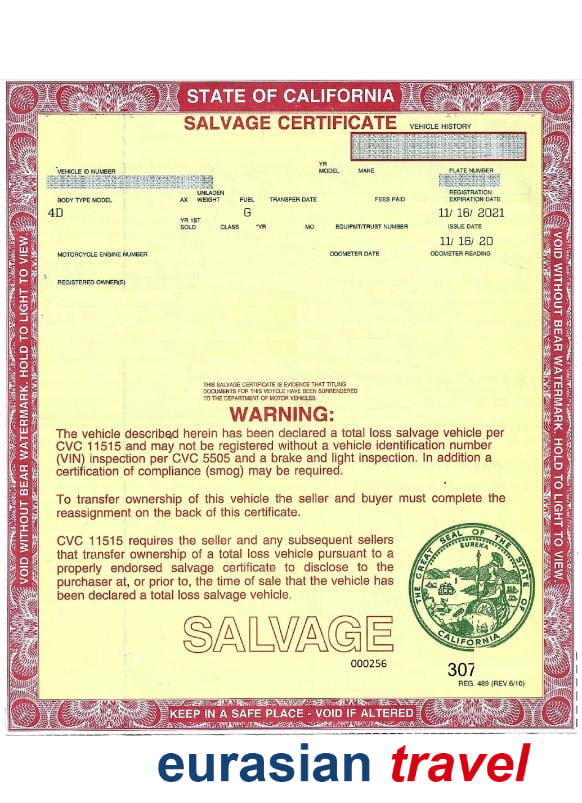 STATE OF CALIFORNIA
SALVAGE CERTIFICATE
VEHICLE HISTORY
VEHICLE ID NUMBER
YR MODEL
MAKE
PLATE NUMBER
BODY TYPE MODEL
AX
UNLADEN WEIGHT
FUEL
TRANSFER DATE
FEES PAID
REGISTRATION EXPIRATION DATE
4D
G
11/ 16/ 2021
YR 1ST SOLD
CLASS
*YR
MO
EQUIPMT/TRUST NUMBER
ISSUE DATE
11/ 16/ 20
MOTORCYCLE ENGINE NUMBER
ODOMETER DATE
ODOMETER READING
REGISTERED OWNER(S)
THIS SALVAGE CERTIFICATE IS EVIDENCE THAT TITLING
DOCUMENTS FOR THIS VEHICLE HAVE BEEN SURRENDERED
TO THE DEPARTMENT OF MOTOR VEHICLES.
WARNING:
The vehicle described herein has been declared a total loss salvage vehicle per
CVC 11515 and may not be registered without a vehicle identification number
(VIN) inspection per CVC 5505 and a brake and light inspection. In addition a
certification of compliance (smog) may be required.
To transfer ownership of this vehicle the seller and buyer must complete the
reassignment on the back of this certificate.
CVC 11515 requires the seller and any subsequent sellers
that transfer ownership of a total loss vehicle pursuant to a
properly endorsed salvage certificate to disclose to the
purchaser at, or prior to, the time of sale that the vehicle has
been declared a total loss salvage vehicle.
THE GREAT SEAL OF THE STATE OF CALIFORNIA
EUREKA
SALVAGE
000256
307
REG. 489 (REV.6/10)
KEEP IN A SAFE PLACE - VOID IF ALTERED
VOID WITHOUT BEAR WATERMARK. HOLD TO LIGHT TO VIEW
VOID WITHOUT BEAR WATERMARK. HOLD TO LIGHT TO VIEW
eurasian travel